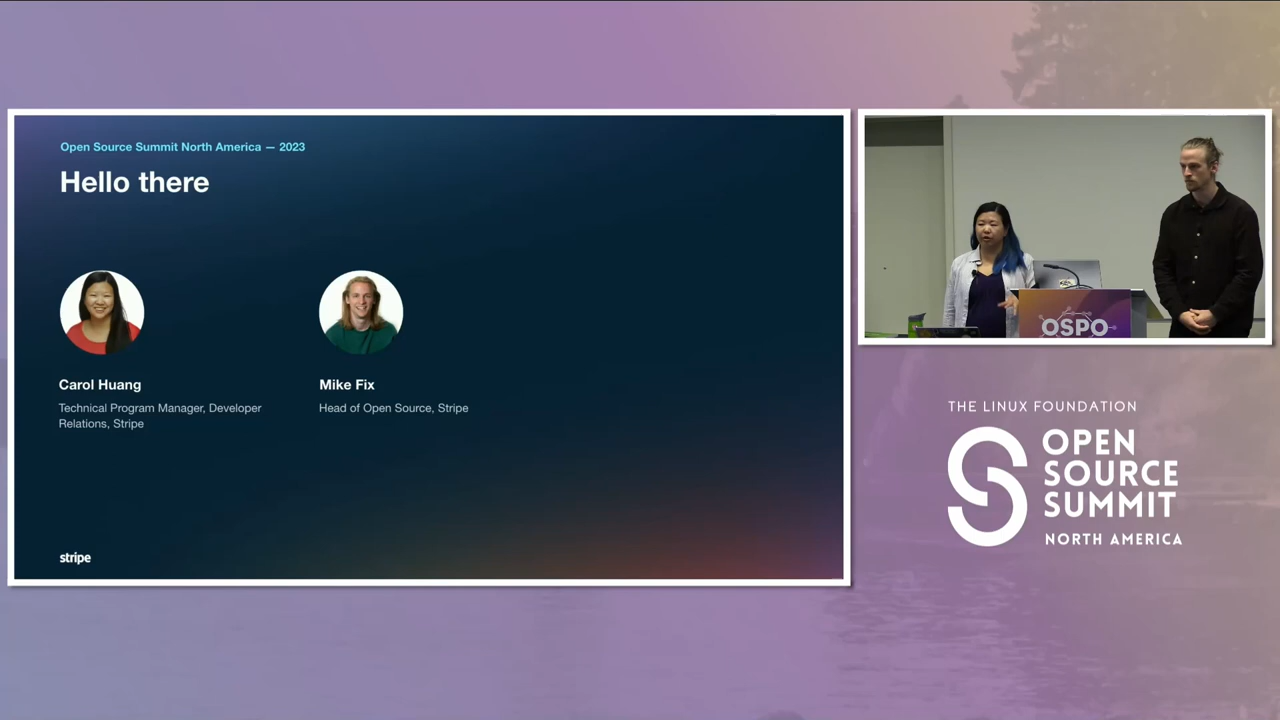 Open Source Summit North America — 2023
Hello there
Carol Huang
Technical Program Manager, Developer
Relations, Stripe
Mike Fix
Head of Open Source, Stripe
stripe
OSPO
THE LINUX FOUNDATION
OPEN
SOURCE
SUMMIT
NORTH AMERICA